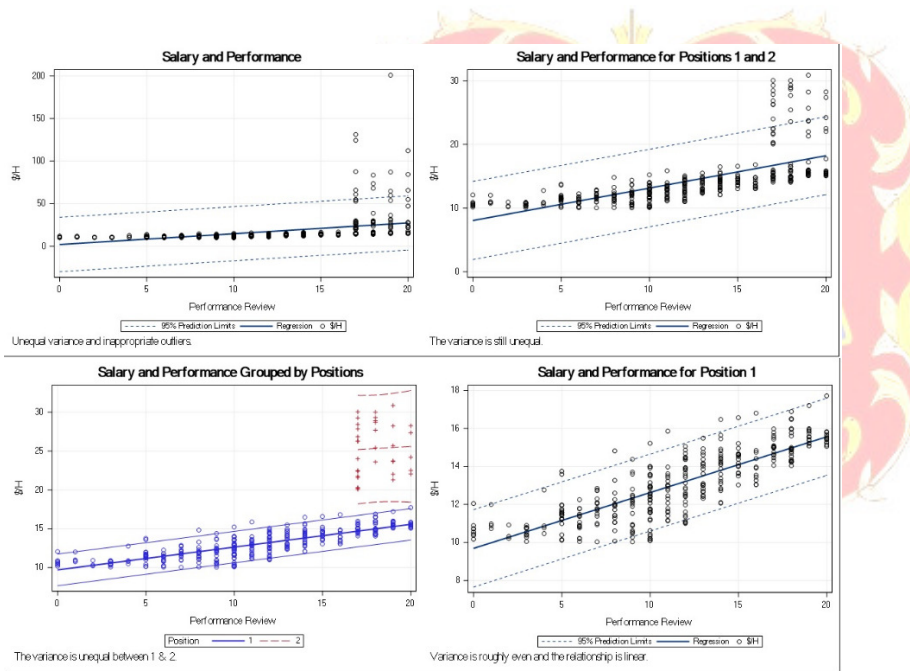 Salary and Performance
200
150
100
50
0
$/H
0 5 10 15 20
Performance Review
95% Prediction Limits Regression $/H
Unequal variance and inappropriate outliers.
Salary and Performance for Positions 1 and 2
30
20
10
0
$/H
0 5 10 15 20
Performance Review
95% Prediction Limits Regression $/H
The variance is still unequal.
Salary and Performance Grouped by Positions
30
25
20
15
10
$/H
0 5 10 15 20
Performance Review
Position 1 2
The variance is unequal between 1 & 2.
Salary and Performance for Position 1
18
16
14
12
10
8
$/H
0 5 10 15 20
Performance Review
95% Prediction Limits Regression $/H
Variance is roughly even and the relationship is linear.